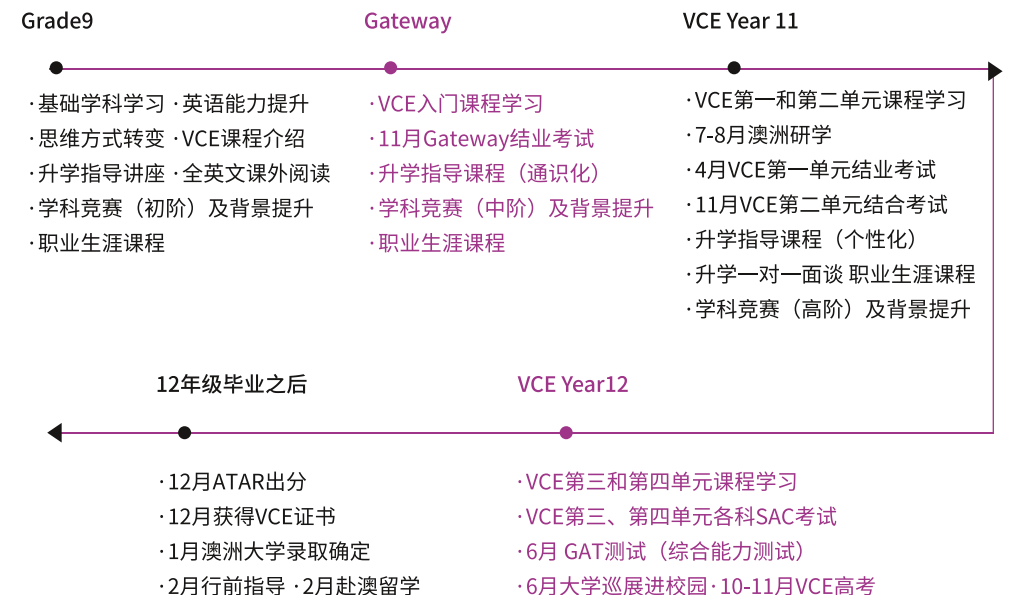 Grade9
·基础学科学习 ·英语能力提升
·思维方式转变 ·VCE课程介绍
·升学指导讲座 ·全英文课外阅读
·学科竞赛（初阶）及背景提升
·职业生涯课程
Gateway
·VCE入门课程学习
·11月Gateway结业考试
·升学指导课程（通识化）
·学科竞赛（中阶）及背景提升
·职业生涯课程
VCE Year 11
·VCE第一和第二单元课程学习
·7-8月澳洲研学
·4月VCE第一单元结业考试
·11月VCE第二单元结合考试
·升学指导课程（个性化）
·升学一对一面谈 职业生涯课程
·学科竞赛（高阶）及背景提升
VCE Year12
·VCE第三和第四单元课程学习
·VCE第三、第四单元各科SAC考试
·6月 GAT测试（综合能力测试）
·6月大学巡展进校园·10-11月VCE高考
12年级毕业之后
·12月ATAR出分
·12月获得VCE证书
·1月澳洲大学录取确定
·2月行前指导 ·2月赴澳留学